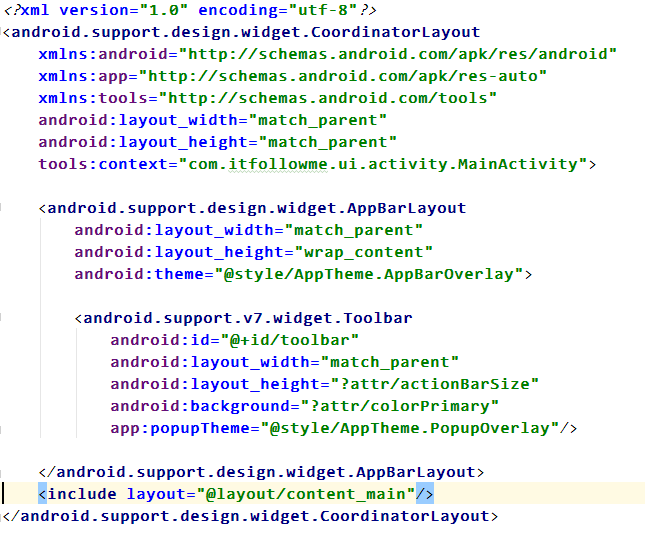 <?xml version="1.0" encoding="utf-8"?>
<android.support.design.widget.CoordinatorLayout
    xmlns:android="http://schemas.android.com/apk/res/android"
    xmlns:app="http://schemas.android.com/apk/res-auto"
    xmlns:tools="http://schemas.android.com/tools"
    android:layout_width="match_parent"
    android:layout_height="match_parent"
    tools:context="com.itfollowme.ui.activity.MainActivity">

    <android.support.design.widget.AppBarLayout
        android:layout_width="match_parent"
        android:layout_height="wrap_content"
        android:theme="@style/AppTheme.AppBarOverlay">

        <android.support.v7.widget.Toolbar
            android:id="@+id/toolbar"
            android:layout_width="match_parent"
            android:layout_height="?attr/actionBarSize"
            android:background="?attr/colorPrimary"
            app:popupTheme="@style/AppTheme.PopupOverlay"/>

    </android.support.design.widget.AppBarLayout>
    <include layout="@layout/content_main"/>
</android.support.design.widget.CoordinatorLayout>